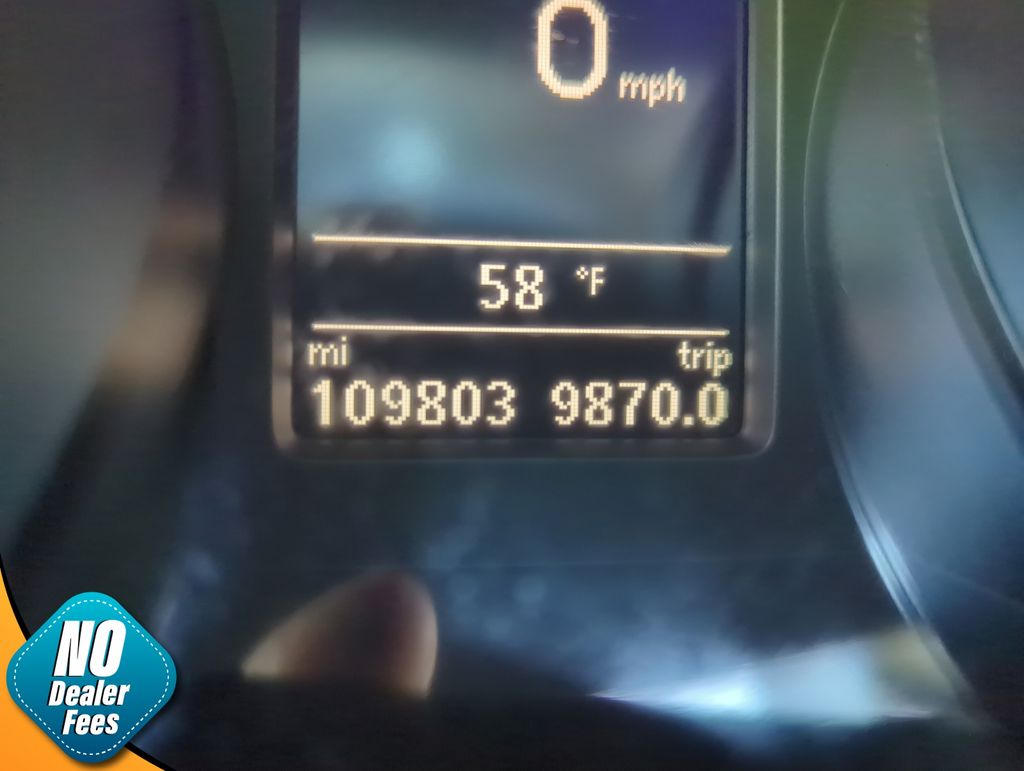 0 mph
58 °F
mi trip
109803 9870.0
NO
Dealer
Fees